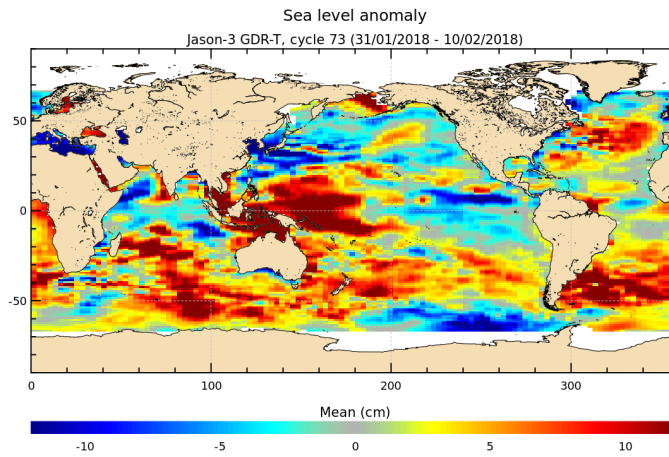 Sea level anomaly
Jason-3 GDR-T, cycle 73 (31/01/2018 - 10/02/2018)
50
0
-50
0 100 200 300
Mean (cm)
-10 -5 0 5 10